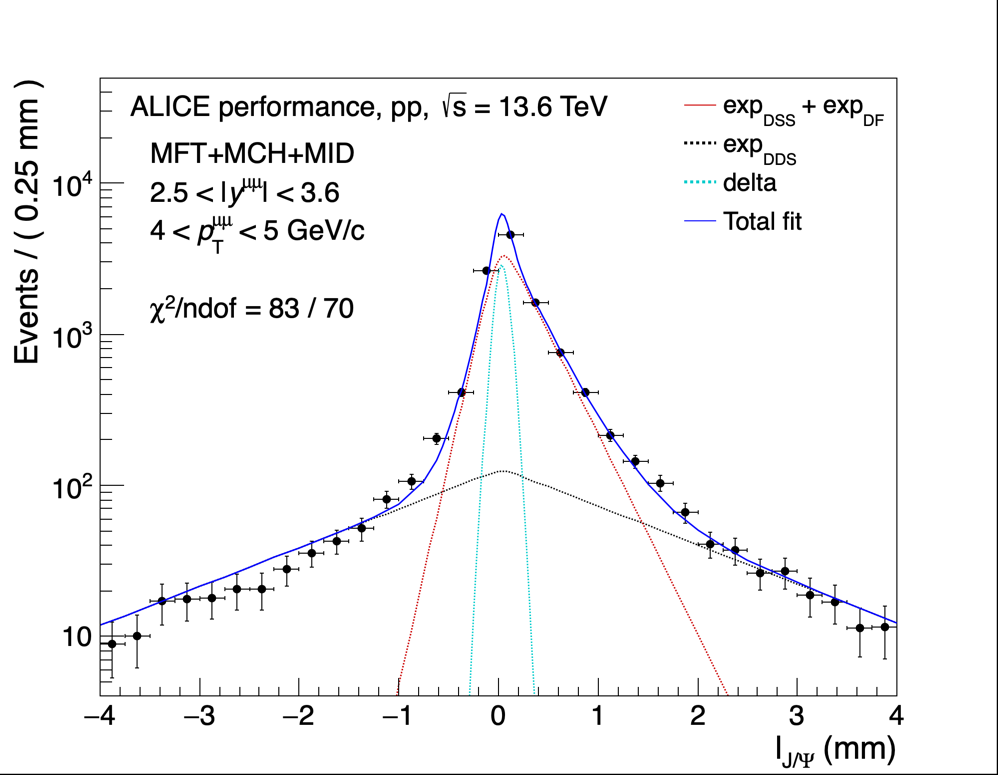 ALICE performance, pp, √s = 13.6 TeV
MFT+MCH+MID
2.5 < |y^μμ| < 3.6
4 < p_T^μμ < 5 GeV/c
χ²/ndof = 83 / 70
exp_DSS + exp_DF
exp_DDS
delta
Total fit
Events / ( 0.25 mm )
10⁴
10³
10²
10
−4 −3 −2 −1 0 1 2 3 4
l_J/Ψ (mm)